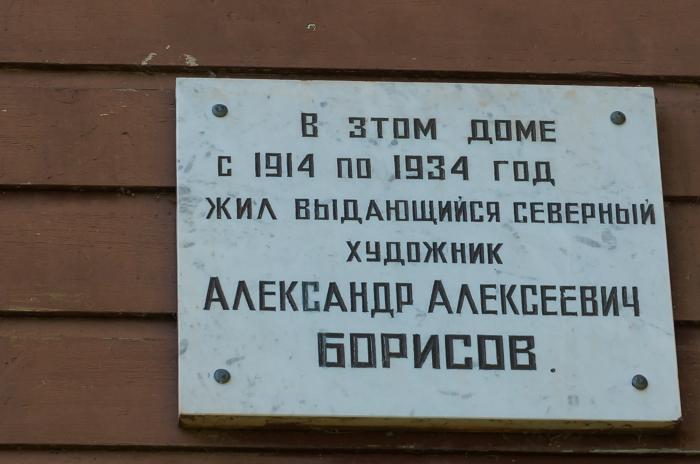 В ЭТОМ ДОМЕ
С 1914 ПО 1934 ГОД
ЖИЛ ВЫДАЮЩИЙСЯ СЕВЕРНЫЙ
ХУДОЖНИК
АЛЕКСАНДР АЛЕКСЕЕВИЧ
БОРИСОВ.